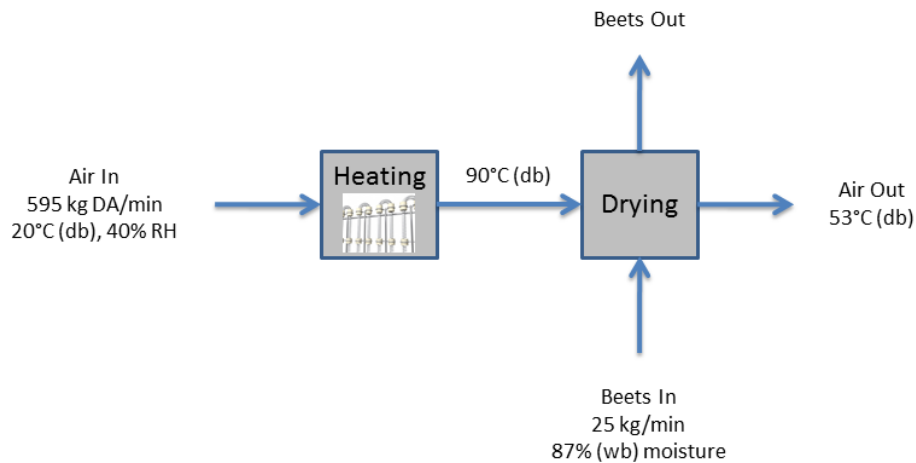 Beets Out
Heating
90°C (db)
Air In
595 kg DA/min
20°C (db), 40% RH
Drying
Air Out
53°C (db)
Beets In
25 kg/min
87% (wb) moisture